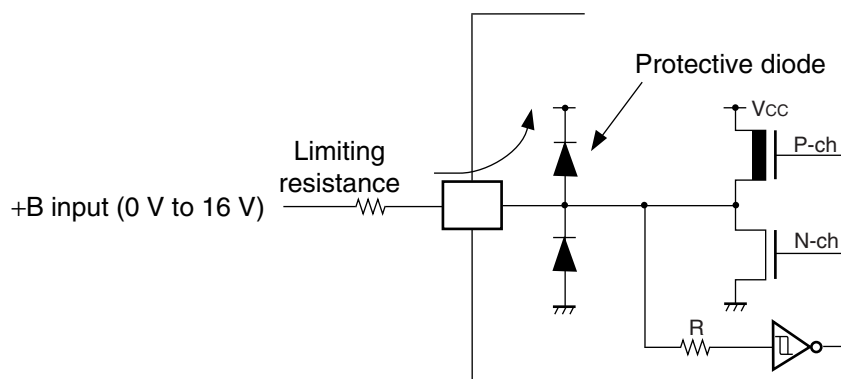 Protective diode
VCC
P-ch
Limiting
resistance
+B input (0 V to 16 V)
N-ch
R